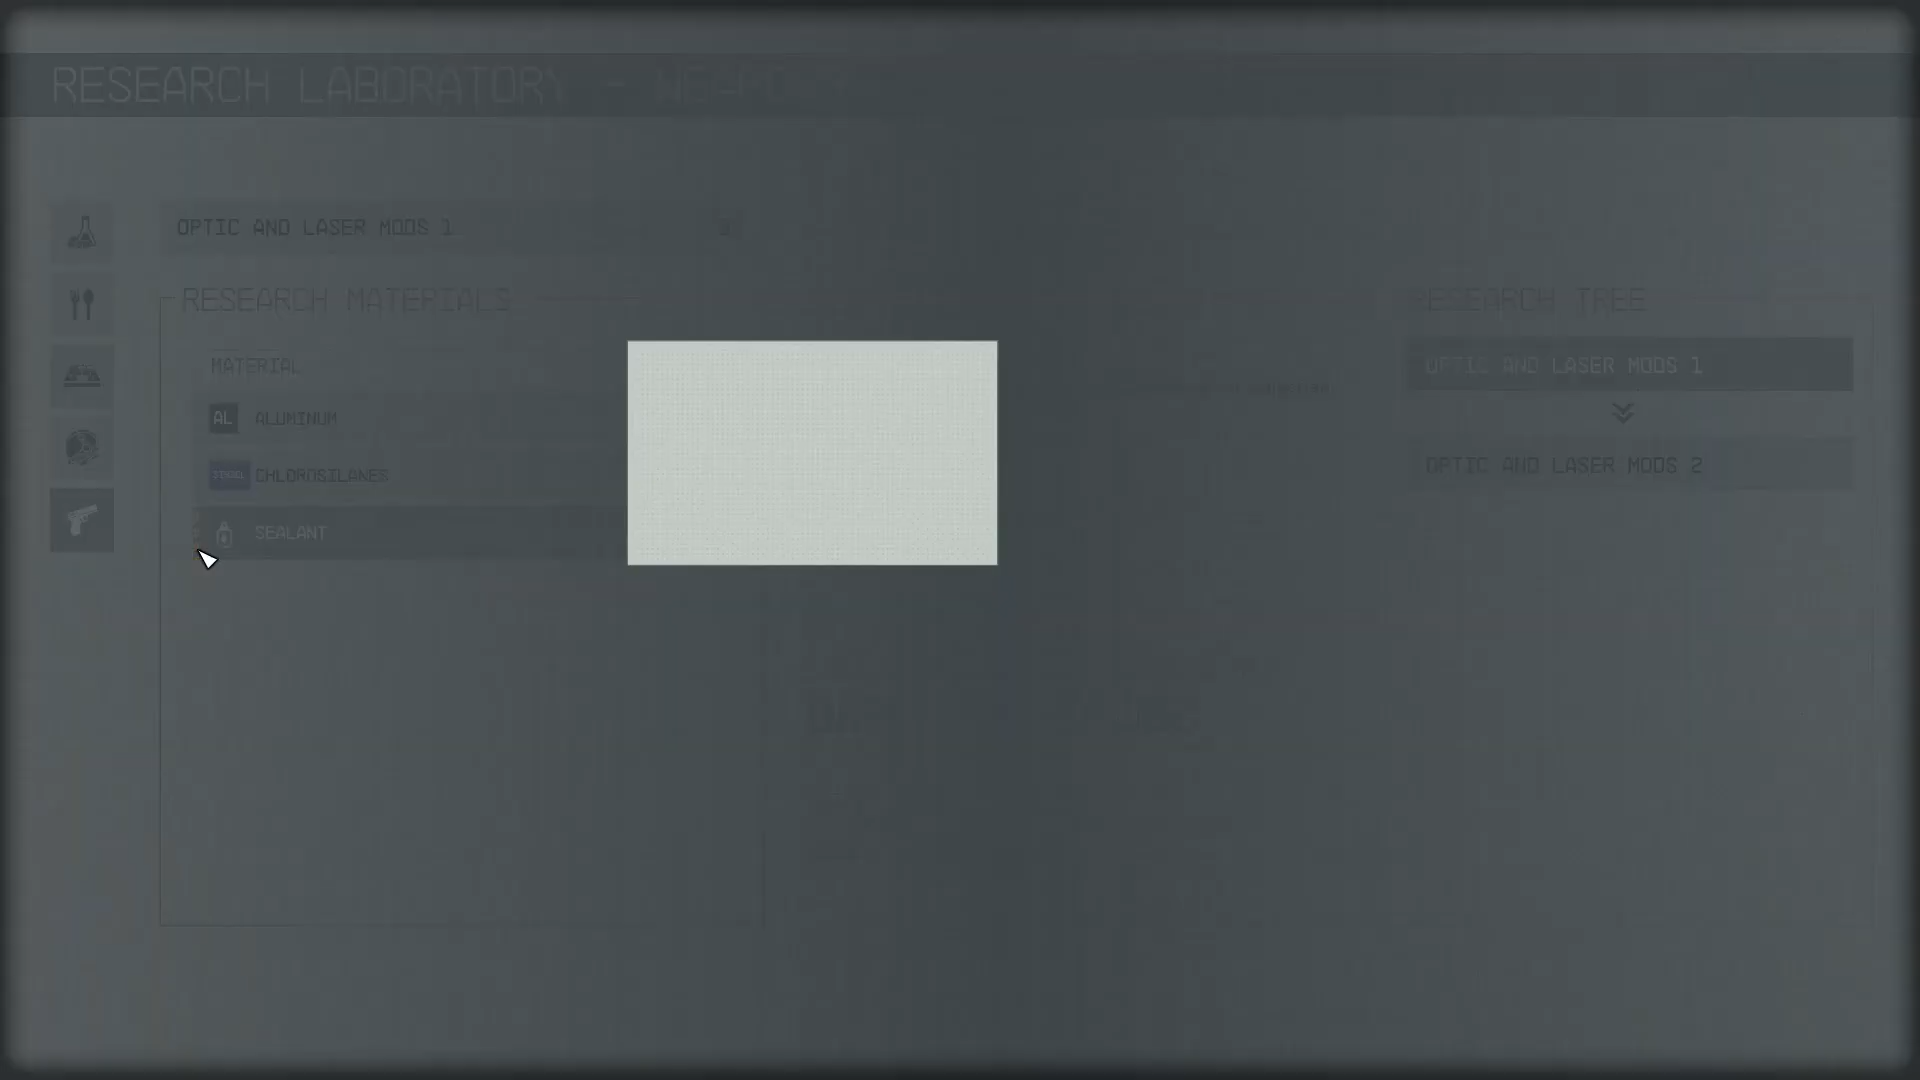 RESEARCH LABORATORY - WEAPONRY
OPTIC AND LASER MODS 1
RESEARCH MATERIALS
MATERIAL
AL ALUMINUM
CHLOROSILANES
SEALANT
RESEARCH TREE
OPTIC AND LASER MODS 1
OPTIC AND LASER MODS 2